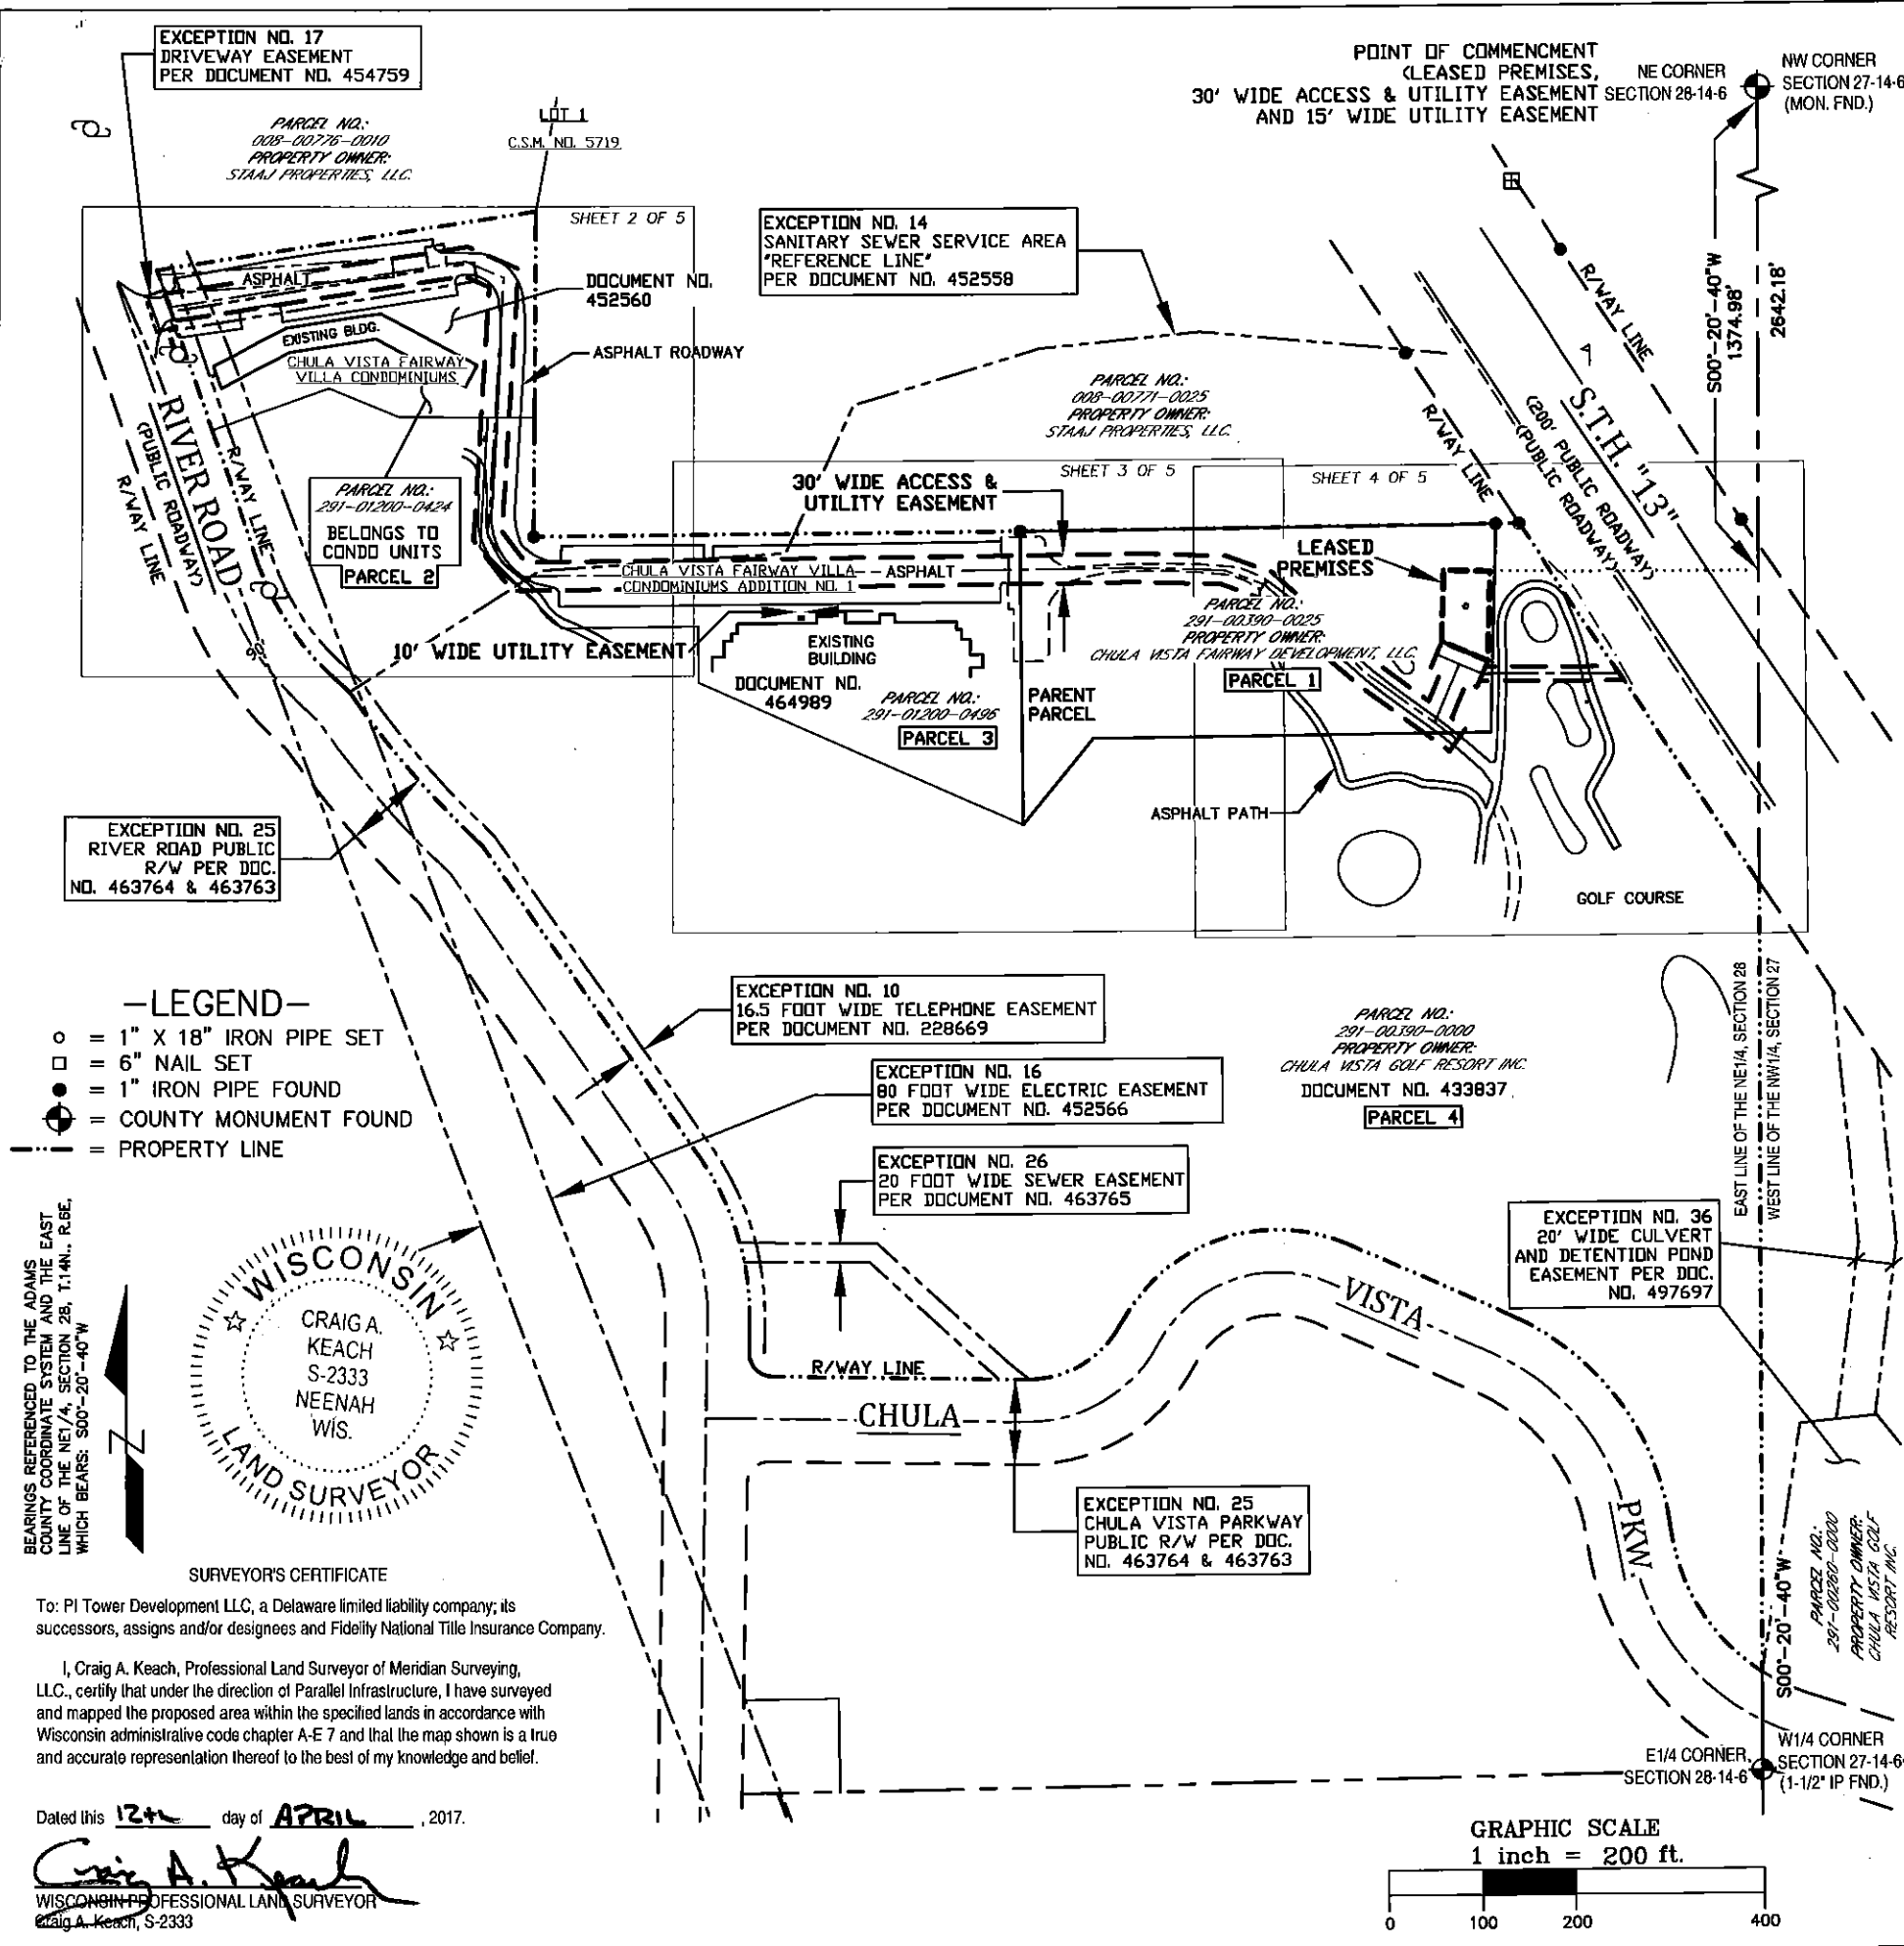 EXCEPTION NO. 17
DRIVEWAY EASEMENT
PER DOCUMENT NO. 454759
PARCEL NO.:
008-00776-0010
PROPERTY OWNER:
STAAJ PROPERTIES, LLC.
LOT 1
C.S.M. NO. 5719
POINT OF COMMENCMENT
(LEASED PREMISES,
30' WIDE ACCESS & UTILITY EASEMENT
AND 15' WIDE UTILITY EASEMENT
NE CORNER
SECTION 28-14-6
NW CORNER
SECTION 27-14-6
(MON. FND.)
SHEET 2 OF 5
ASPHALT
EXISTING BLDG.
CHULA VISTA FAIRWAY
VILLA CONDOMINIUMS
DOCUMENT NO.
452560
ASPHALT ROADWAY
EXCEPTION NO. 14
SANITARY SEWER SERVICE AREA
"REFERENCE LINE"
PER DOCUMENT NO. 452558
PARCEL NO.:
008-00771-0025
PROPERTY OWNER:
STAAJ PROPERTIES, LLC.
R/WAY LINE
R/WAY LINE
S.T.H. "13"
(200' PUBLIC ROADWAY)
(PUBLIC ROADWAY)
S00°-20'-40"W
1374.98'
2642.18'
RIVER ROAD
(PUBLIC ROADWAY)
R/WAY LINE
R/WAY LINE
80'
PARCEL NO.:
291-01200-0424
BELONGS TO
CONDO UNITS
PARCEL 2
30' WIDE ACCESS &
UTILITY EASEMENT
SHEET 3 OF 5
SHEET 4 OF 5
CHULA VISTA FAIRWAY VILLA
CONDOMINIUMS ADDITION NO. 1
ASPHALT
LEASED
PREMISES
10' WIDE UTILITY EASEMENT
EXISTING
BUILDING
DOCUMENT NO.
464989
PARCEL NO.:
291-01200-0496
PARCEL 3
PARENT
PARCEL
PARCEL NO.:
291-00390-0025
PROPERTY OWNER:
CHULA VISTA FAIRWAY DEVELOPMENT, LLC.
PARCEL 1
ASPHALT PATH
GOLF COURSE
EXCEPTION NO. 25
RIVER ROAD PUBLIC
R/W PER DOC.
NO. 463764 & 463763
-LEGEND-
= 1" X 18" IRON PIPE SET
= 6" NAIL SET
= 1" IRON PIPE FOUND
= COUNTY MONUMENT FOUND
= PROPERTY LINE
EXCEPTION NO. 10
16.5 FOOT WIDE TELEPHONE EASEMENT
PER DOCUMENT NO. 228669
EXCEPTION NO. 16
80 FOOT WIDE ELECTRIC EASEMENT
PER DOCUMENT NO. 452566
EXCEPTION NO. 26
20 FOOT WIDE SEWER EASEMENT
PER DOCUMENT NO. 463765
PARCEL NO.:
291-00390-0000
PROPERTY OWNER:
CHULA VISTA GOLF RESORT INC.
DOCUMENT NO. 433837
PARCEL 4
EAST LINE OF THE NE1/4, SECTION 28
WEST LINE OF THE NW1/4, SECTION 27
EXCEPTION NO. 36
20' WIDE CULVERT
AND DETENTION POND
EASEMENT PER DOC.
NO. 497697
BEARINGS REFERENCED TO THE ADAMS
COUNTY COORDINATE SYSTEM AND THE EAST
LINE OF THE NE1/4, SECTION 28, T.14N., R.6E,
WHICH BEARS: S00°-20'-40"W
N
WISCONSIN
CRAIG A.
KEACH
S-2333
NEENAH
WIS.
LAND SURVEYOR
R/WAY LINE
CHULA
VISTA
PKW.
EXCEPTION NO. 25
CHULA VISTA PARKWAY
PUBLIC R/W PER DOC.
NO. 463764 & 463763
S00°-20'-40"W
PARCEL NO.:
291-00260-0000
PROPERTY OWNER:
CHULA VISTA GOLF
RESORT INC.
SURVEYOR'S CERTIFICATE
To: PI Tower Development LLC, a Delaware limited liability company; its
successors, assigns and/or designees and Fidelity National Title Insurance Company.
I, Craig A. Keach, Professional Land Surveyor of Meridian Surveying,
LLC., certify that under the direction of Parallel Infrastructure, I have surveyed
and mapped the proposed area within the specified lands in accordance with
Wisconsin administrative code chapter A-E 7 and that the map shown is a true
and accurate representation thereof to the best of my knowledge and belief.
Dated this 12th day of APRIL, 2017.
Craig A. Keach
WISCONSIN PROFESSIONAL LAND SURVEYOR
Craig A. Keach, S-2333
E1/4 CORNER,
SECTION 28-14-6
W1/4 CORNER
SECTION 27-14-6
(1-1/2" IP FND.)
GRAPHIC SCALE
1 inch = 200 ft.
0 100 200 400